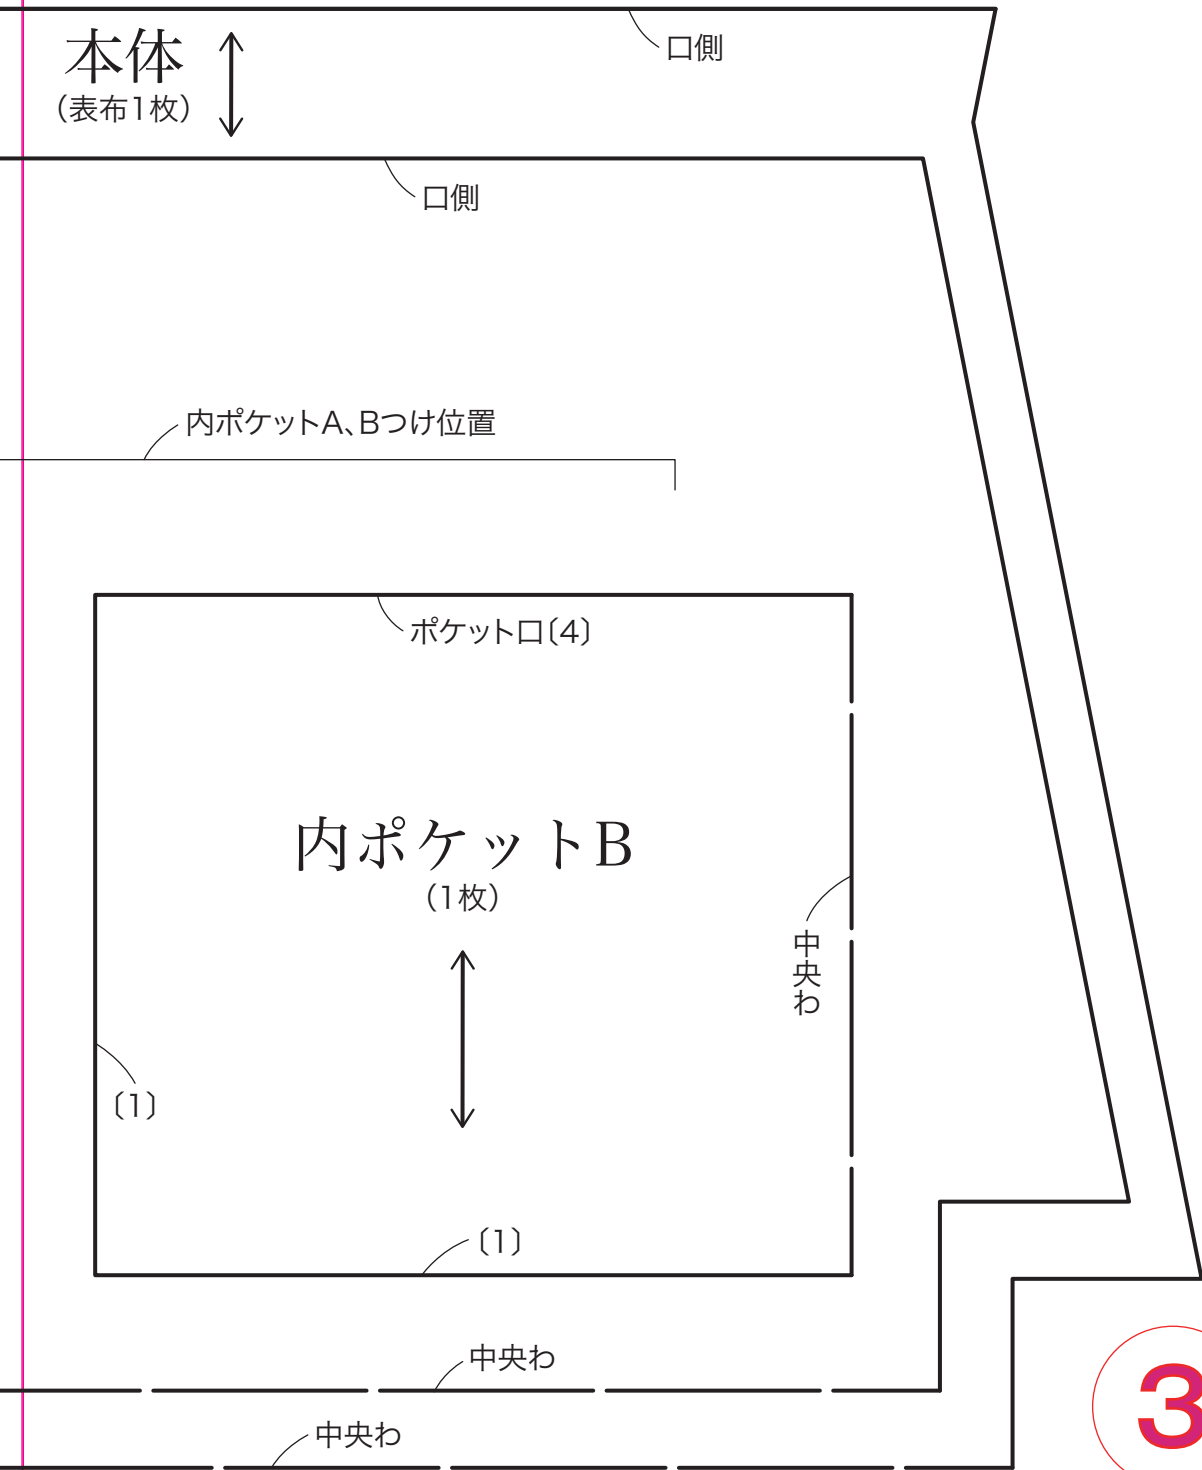 本体
(表布1枚)
口側
口側
内ポケットA、Bつけ位置
ポケット口〔4〕
内ポケットB
(1枚)
中央わ
〔1〕
〔1〕
中央わ
中央わ
3